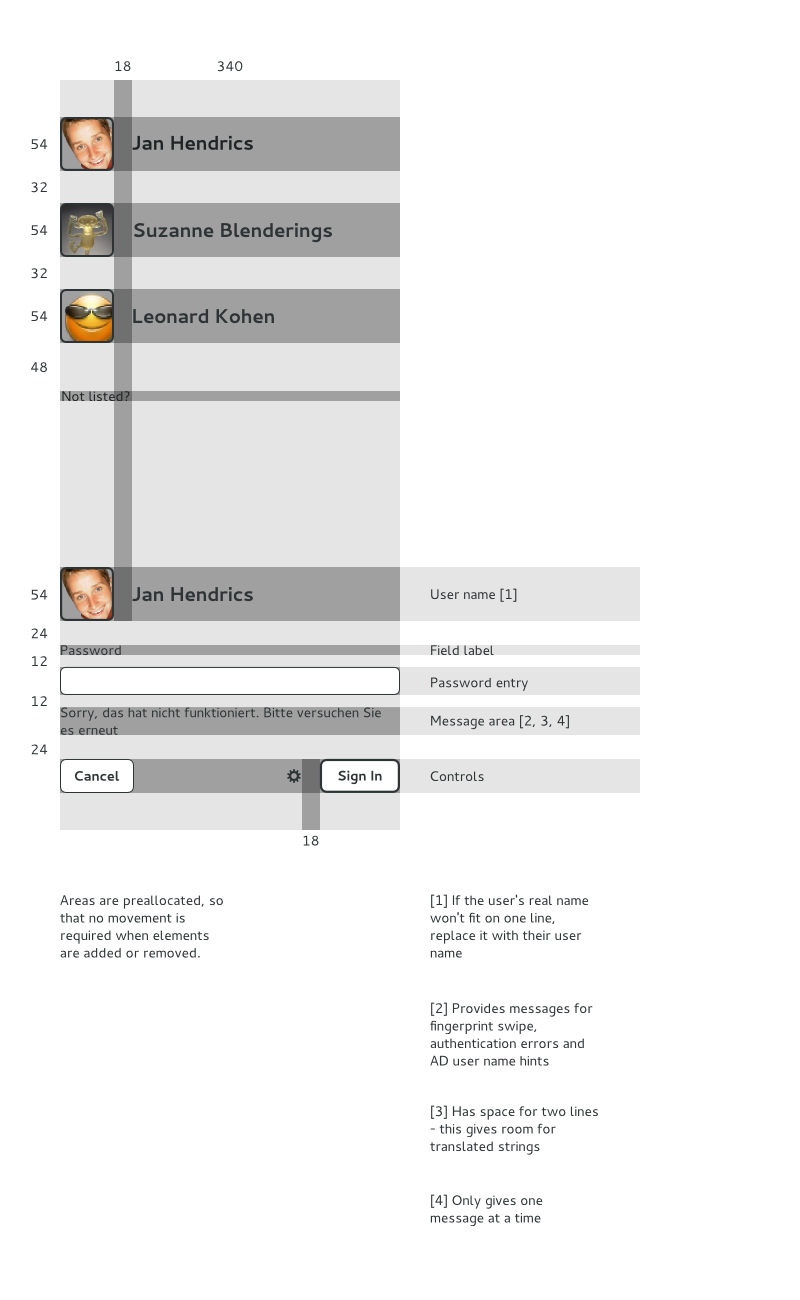 18 340
54 Jan Hendrics
32
54 Suzanne Blenderings
32
54 Leonard Kohen
48
Not listed?
54 Jan Hendrics User name [1]
24
Password Field label
12
Password entry
12
Sorry, das hat nicht funktioniert. Bitte versuchen Sie
es erneut
Message area [2, 3, 4]
24
Cancel Sign In Controls
18
Areas are preallocated, so
that no movement is
required when elements
are added or removed.
[1] If the user's real name
won't fit on one line,
replace it with their user
name
[2] Provides messages for
fingerprint swipe,
authentication errors and
AD user name hints
[3] Has space for two lines
- this gives room for
translated strings
[4] Only gives one
message at a time